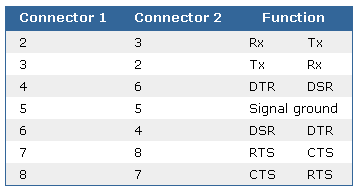 Connector 1 Connector 2 Function
2 3 Rx Tx
3 2 Tx Rx
4 6 DTR DSR
5 5 Signal ground
6 4 DSR DTR
7 8 RTS CTS
8 7 CTS RTS